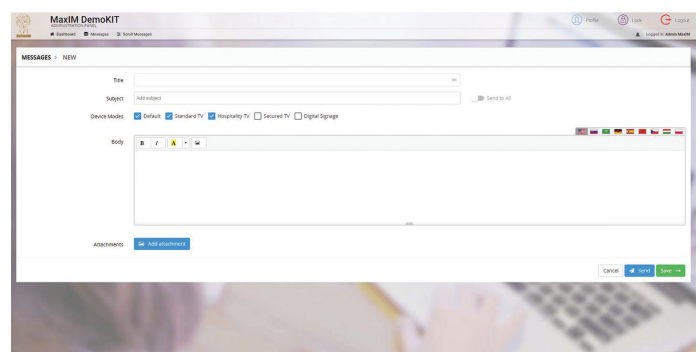 MaxIM DemoKIT
ADMINISTRATION PANEL
Profile Lock Logout
Dashboard Messages Scroll Messages
Logged in: Admin MaxIM
MESSAGES > NEW
Title
Subject Add subject Send to All
Device Modes Default Standard TV Hospitality TV Secured TV Digital Signage
Body B I A
Attachments Add attachment
Cancel Send Save